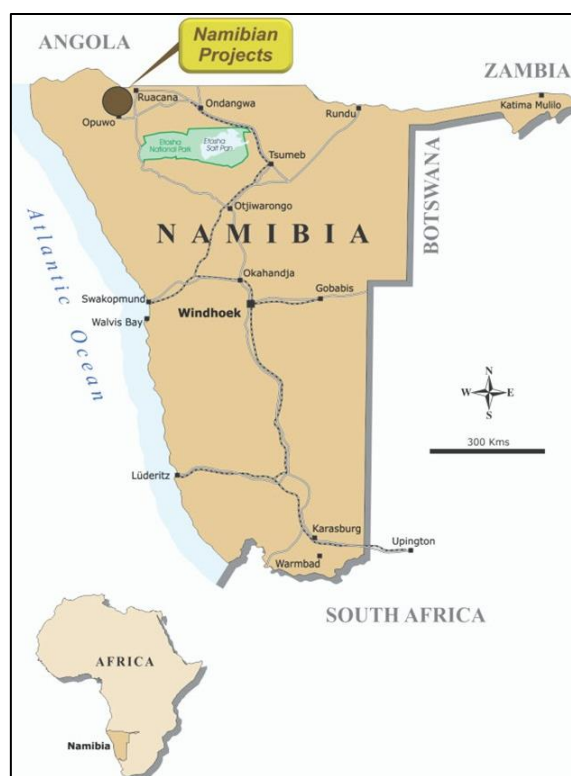 ANGOLA
Namibian
Projects
ZAMBIA
Ruacana
Ondangwa
Opuwo
Rundu
Katima Mulilo
Etosha
National Park
Etosha
Salt Pan
Tsumeb
BOTSWANA
Otjiwarongo
NAMIBIA
Okahandja
Swakopmund
Gobabis
Windhoek
Walvis Bay
Atlantic Ocean
N
W E
S
300 Kms
Lüderitz
Karasburg
Upington
Warmbad
SOUTH AFRICA
AFRICA
Namibia